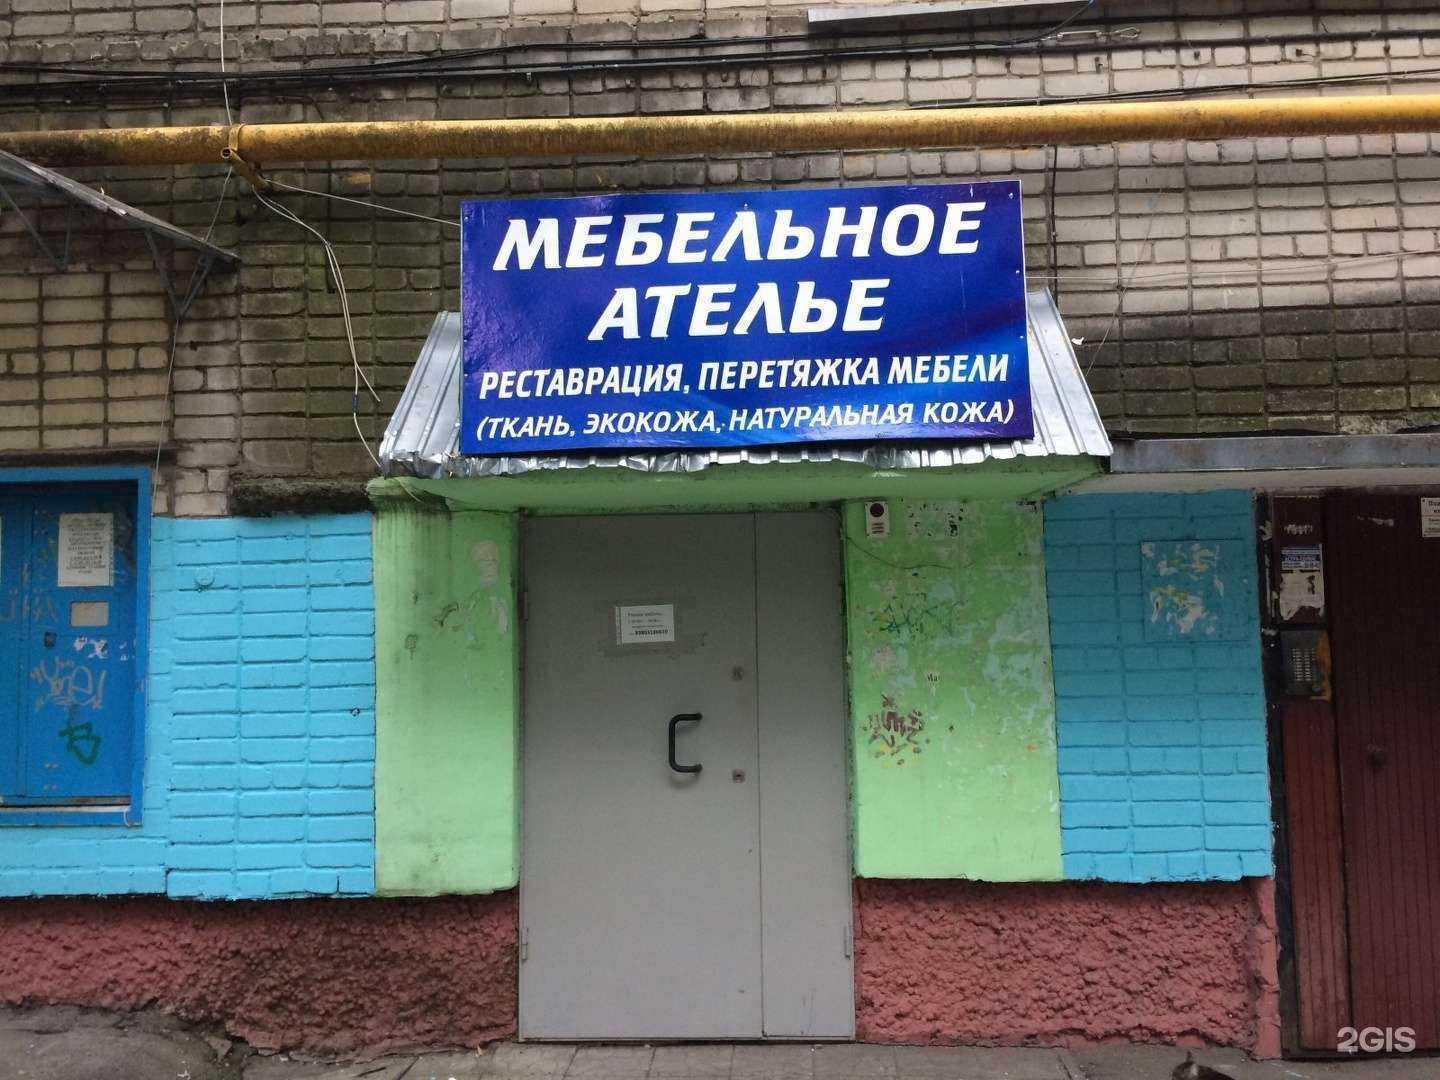 МЕБЕЛЬНОЕ
АТЕЛЬЕ
РЕСТАВРАЦИЯ, ПЕРЕТЯЖКА МЕБЕЛИ
(ТКАНЬ, ЭКОКОЖА, НАТУРАЛЬНАЯ КОЖА)
2GIS